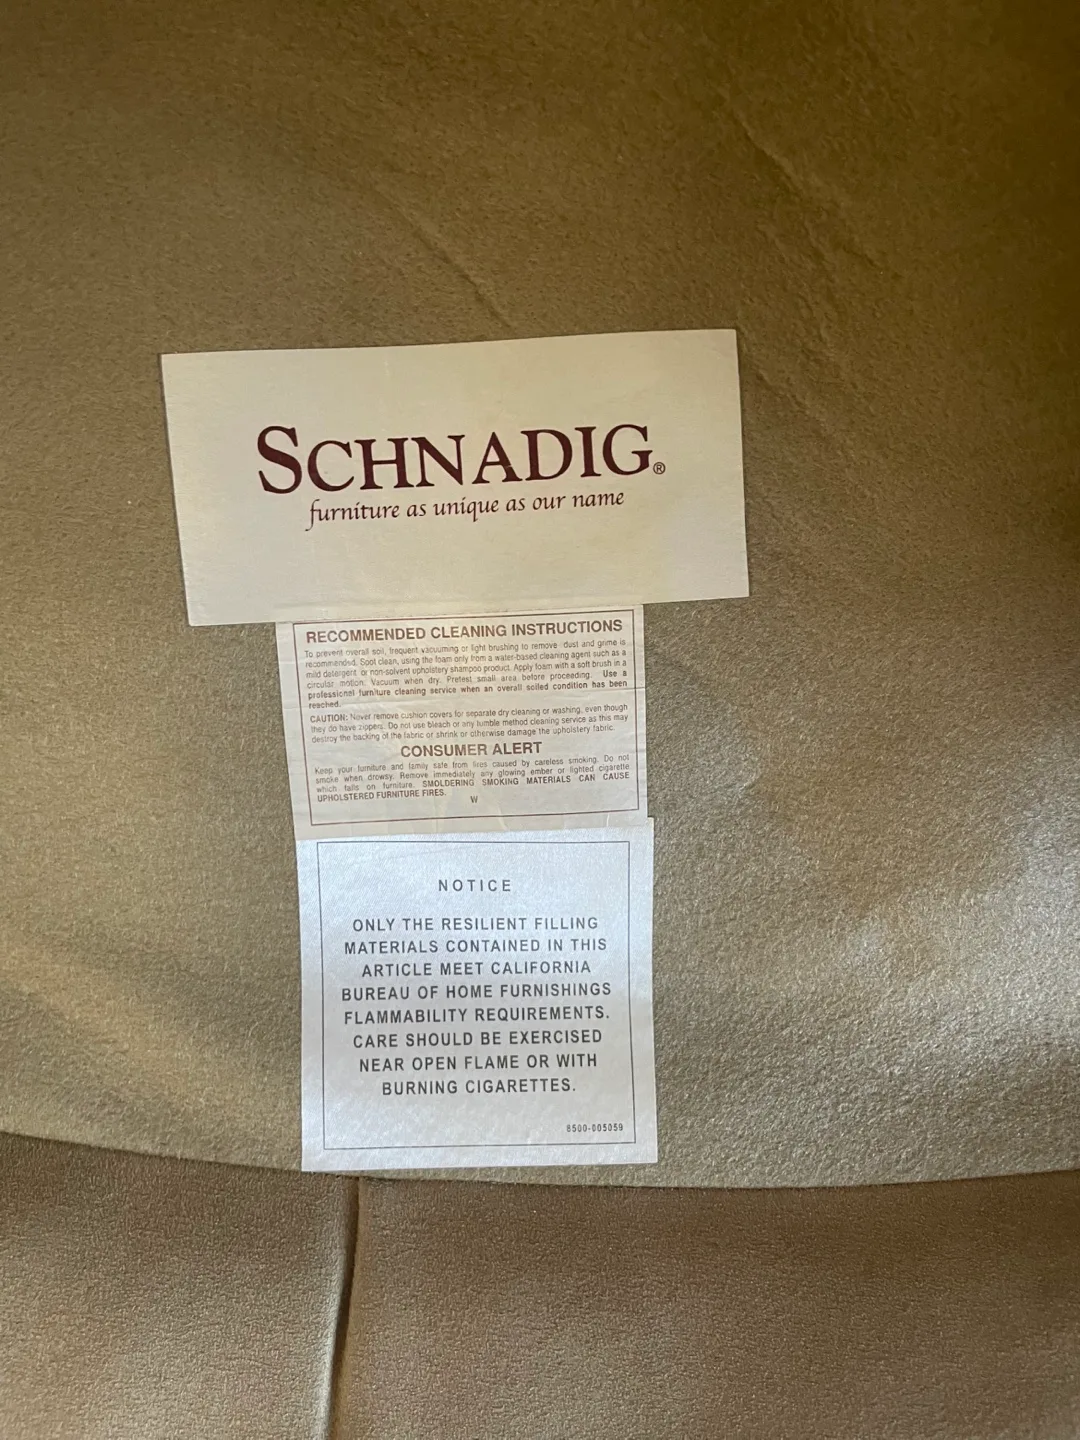 SCHNADIG®
furniture as unique as our name
RECOMMENDED CLEANING INSTRUCTIONS
To prevent overall soil, frequent vacuuming or light brushing to remove dust and grime is
recommended. Spot clean, using the foam only from a water-based cleaning agent such as a
mild detergent or non-solvent upholstery shampoo product. Apply foam with a soft brush in a
circular motion. Vacuum when dry. Pretest small area before proceeding. Use a
professional furniture cleaning service when an overall soiled condition has been
reached.
CAUTION: Never remove cushion covers for separate dry cleaning or washing, even though
they do have zippers. Do not use bleach or any tumble method cleaning service as this may
destroy the backing of the fabric or shrink or otherwise damage the upholstery fabric.
CONSUMER ALERT
Keep your furniture and family safe from fires caused by careless smoking. Do not
smoke when drowsy. Remove immediately any glowing ember or lighted cigarette
which falls on furniture. SMOLDERING SMOKING MATERIALS CAN CAUSE
UPHOLSTERED FURNITURE FIRES.
W
NOTICE
ONLY THE RESILIENT FILLING
MATERIALS CONTAINED IN THIS
ARTICLE MEET CALIFORNIA
BUREAU OF HOME FURNISHINGS
FLAMMABILITY REQUIREMENTS.
CARE SHOULD BE EXERCISED
NEAR OPEN FLAME OR WITH
BURNING CIGARETTES.
8500-005059